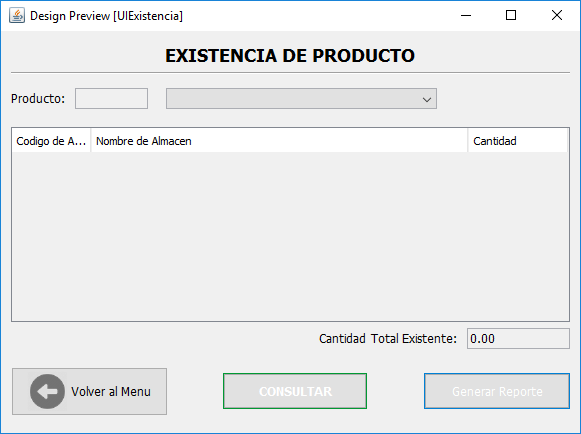 Design Preview [UIExistencia]
EXISTENCIA DE PRODUCTO
Producto:
Codigo de A... Nombre de Almacen Cantidad
Cantidad Total Existente: 0.00
Volver al Menu CONSULTAR Generar Reporte